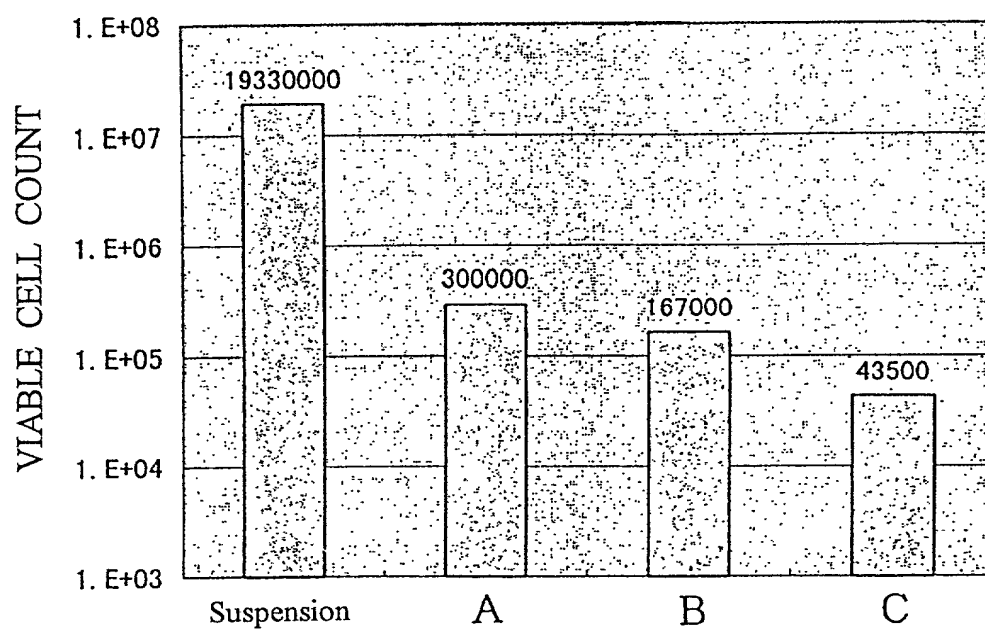 VIABLE CELL COUNT
1.E+08
1.E+07
1.E+06
1.E+05
1.E+04
1.E+03
19330000
300000
167000
43500
Suspension
A
B
C